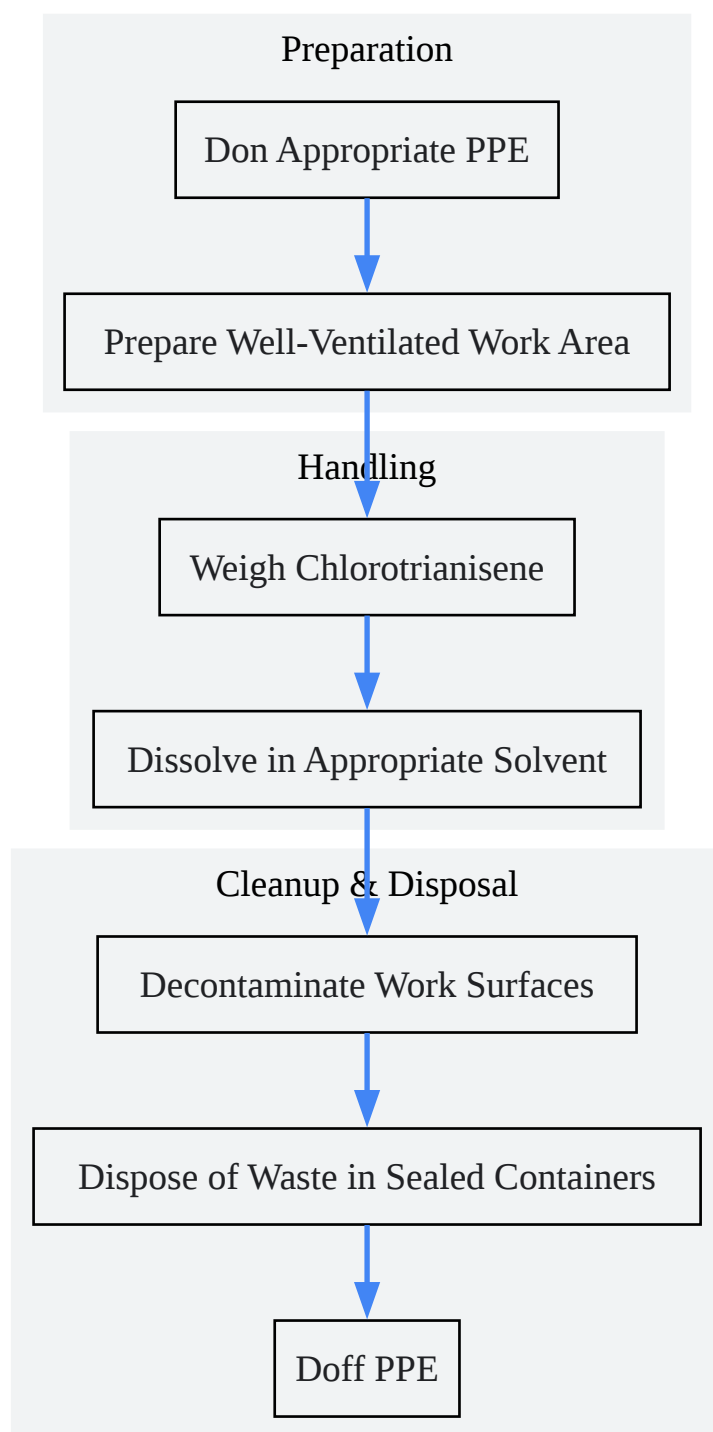 Preparation
Don Appropriate PPE
Prepare Well-Ventilated Work Area
Handling
Weigh Chlorotrianisene
Dissolve in Appropriate Solvent
Cleanup & Disposal
Decontaminate Work Surfaces
Dispose of Waste in Sealed Containers
Doff PPE